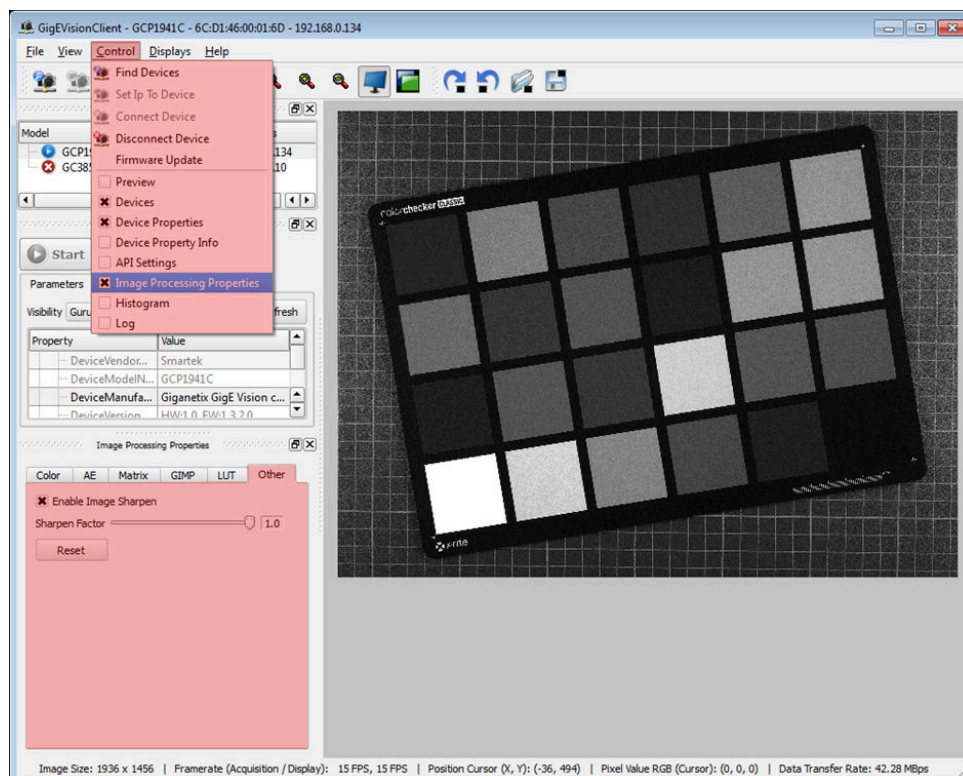 GigEVisionClient - GCP1941C - 6C:D1:46:00:01:6D - 192.168.0.134
File View Control Displays Help
Find Devices
Set Ip To Device
Connect Device
Disconnect Device
Firmware Update
Preview
Devices
Device Properties
Device Property Info
API Settings
Image Processing Properties
Histogram
Log
Model
Start
Parameters
Visibility
Property Value
DeviceVendor... Smartek
DeviceModelN... GCP1941C
DeviceManufa... Giganetix GigE Vision c...
DeviceVersion HW:1.0, FW:1.3.2.0
Image Processing Properties
Color AE Matrix GIMP LUT Other
Enable Image Sharpen
Sharpen Factor 1.0
Reset
colorchecker CLASSIC
x-rite
Image Size: 1936 x 1456 | Framerate (Acquisition / Display): 15 FPS, 15 FPS | Position Cursor (X, Y): (-36, 494) | Pixel Value RGB (Cursor): (0, 0, 0) | Data Transfer Rate: 42.28 MBps